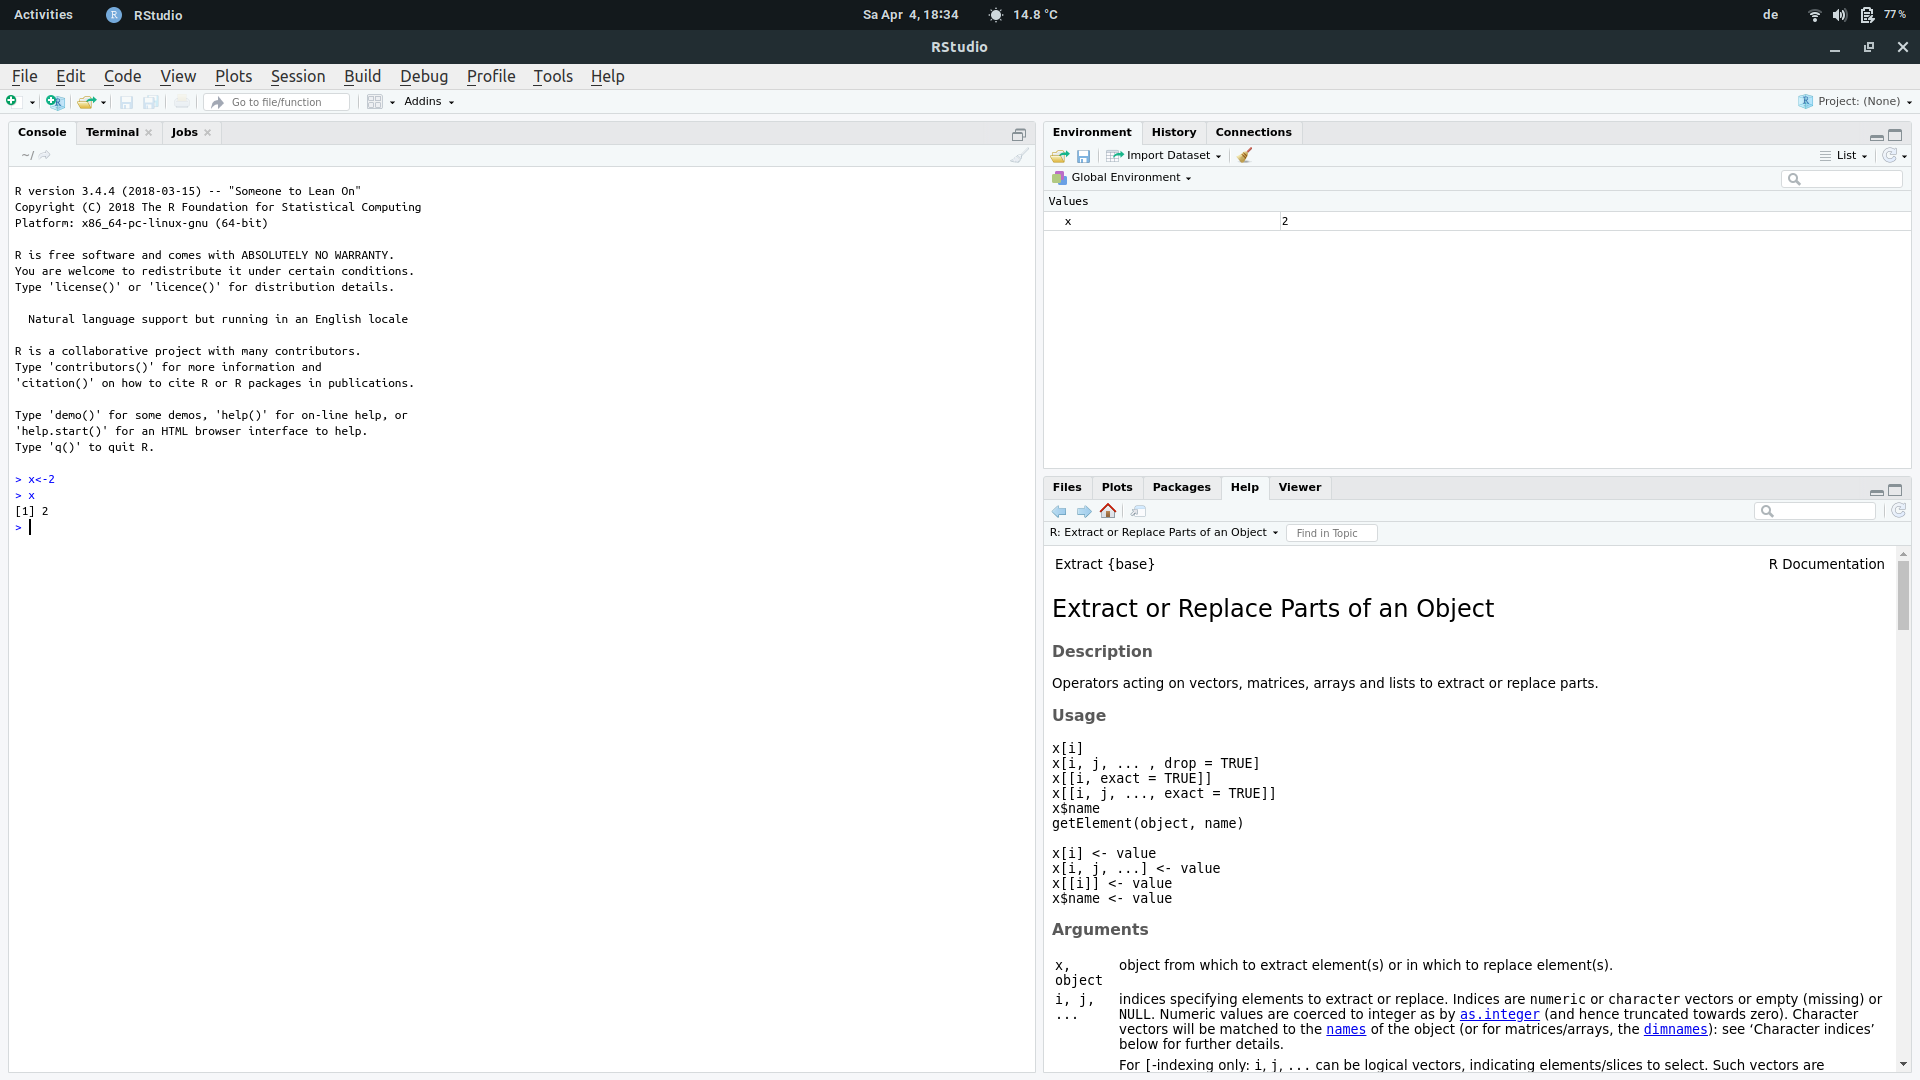 Activities RStudio Sa Apr 4, 18:34 14.8 °C de 77%
RStudio
File Edit Code View Plots Session Build Debug Profile Tools Help
Go to file/function Addins Project: (None)
Console Terminal Jobs
~/
R version 3.4.4 (2018-03-15) -- "Someone to Lean On"
Copyright (C) 2018 The R Foundation for Statistical Computing
Platform: x86_64-pc-linux-gnu (64-bit)
R is free software and comes with ABSOLUTELY NO WARRANTY.
You are welcome to redistribute it under certain conditions.
Type 'license()' or 'licence()' for distribution details.
Natural language support but running in an English locale
R is a collaborative project with many contributors.
Type 'contributors()' for more information and
'citation()' on how to cite R or R packages in publications.
Type 'demo()' for some demos, 'help()' for on-line help, or
'help.start()' for an HTML browser interface to help.
Type 'q()' to quit R.
> x<-2
> x
[1] 2
>
Environment History Connections
Import Dataset List
Global Environment
Values
x 2
Files Plots Packages Help Viewer
R: Extract or Replace Parts of an Object Find in Topic
Extract {base} R Documentation
Extract or Replace Parts of an Object
Description
Operators acting on vectors, matrices, arrays and lists to extract or replace parts.
Usage
x[i]
x[i, j, ... , drop = TRUE]
x[[i, exact = TRUE]]
x[[i, j, ..., exact = TRUE]]
x$name
getElement(object, name)
x[i] <- value
x[i, j, ...] <- value
x[[i]] <- value
x$name <- value
Arguments
x, object from which to extract element(s) or in which to replace element(s).
object
i, j, indices specifying elements to extract or replace. Indices are numeric or character vectors or empty (missing) or
... NULL. Numeric values are coerced to integer as by as.integer (and hence truncated towards zero). Character
vectors will be matched to the names of the object (or for matrices/arrays, the dimnames): see ‘Character indices’
below for further details.
For [-indexing only: i, j, ... can be logical vectors, indicating elements/slices to select. Such vectors are